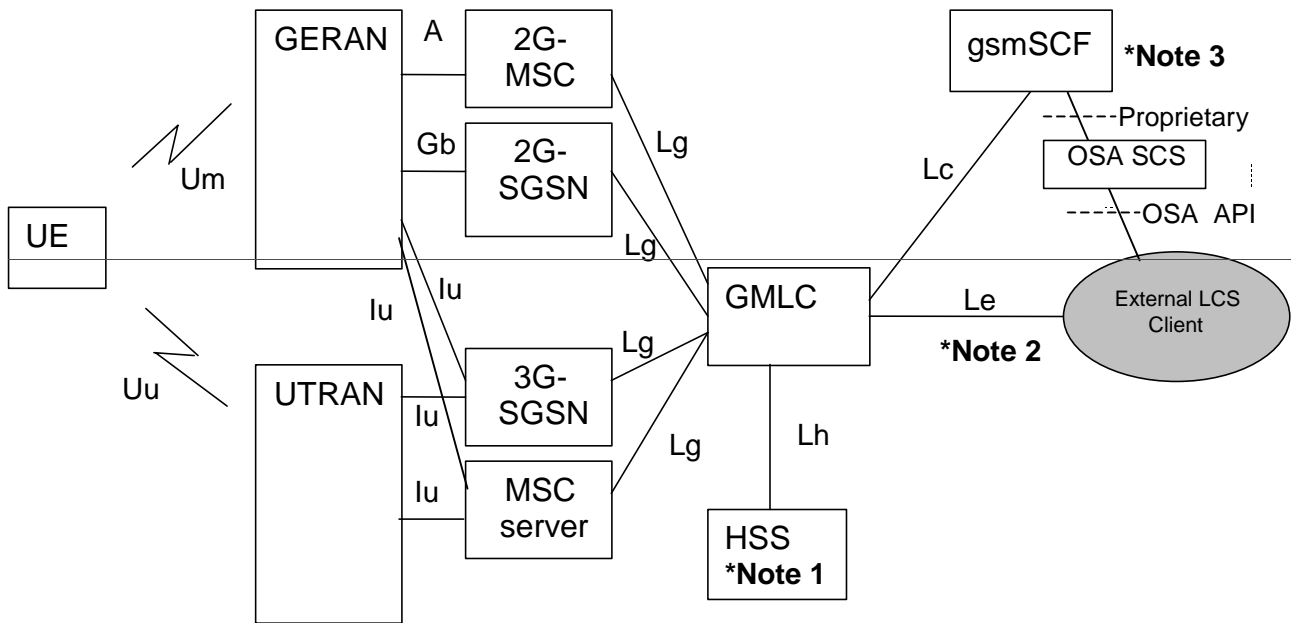 GERAN
A
2G-
MSC
gsmSCF
*Note 3
Proprietary
Gb
2G-
SGSN
Lg
Lc
OSA SCS
Um
OSA API
UE
Lg
Iu
Iu
GMLC
Le
External LCS
Client
*Note 2
Uu
UTRAN
Lg
3G-
SGSN
Iu
Lg
Lh
Iu
MSC
server
HSS
*Note 1